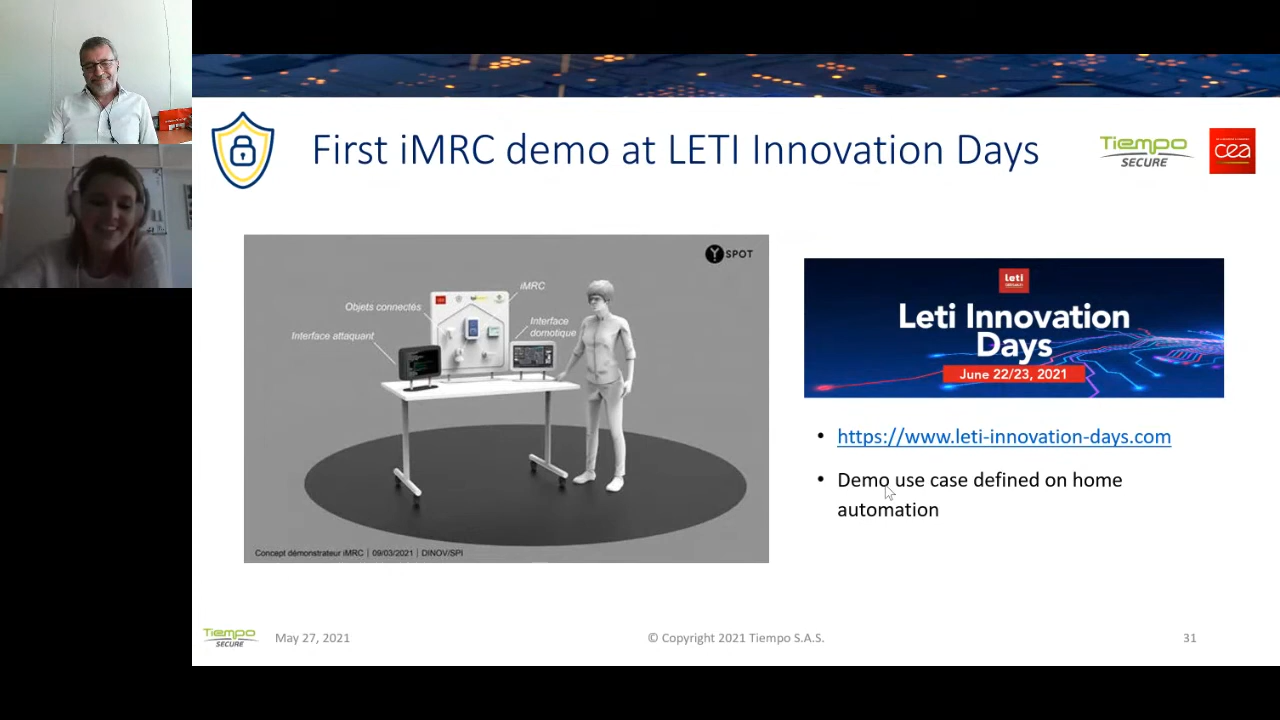 First iMRC demo at LETI Innovation Days
Tiempo
SECURE
cea
Y SPOT
iMRC
Objets connectés
Interface
domotique
Interface attaquant
Concept démonstrateur iMRC | 09/03/2021 | DINOV/SPI
leti
Leti Innovation
Days
June 22/23, 2021
• https://www.leti-innovation-days.com
• Demo use case defined on home
automation
Tiempo
SECURE
May 27, 2021
© Copyright 2021 Tiempo S.A.S.
31